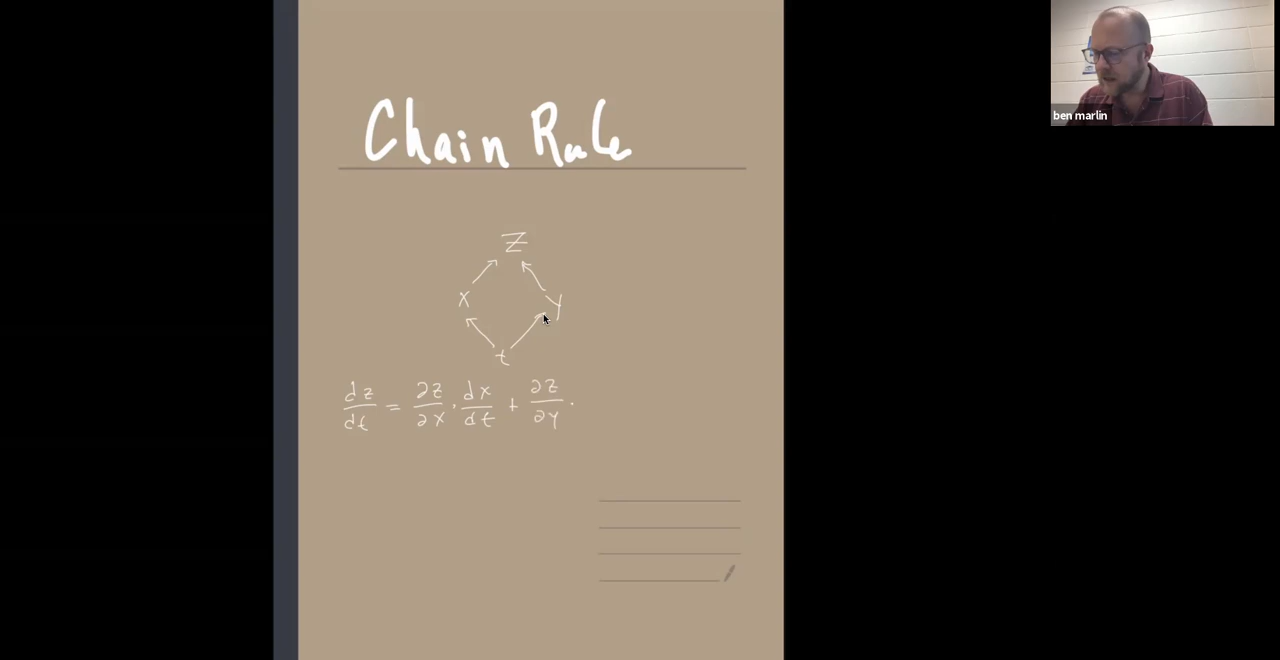 Chain Rule
ben marlin
z
x y
t
dz/dt = ∂z/∂x · dx/dt + ∂z/∂y ·